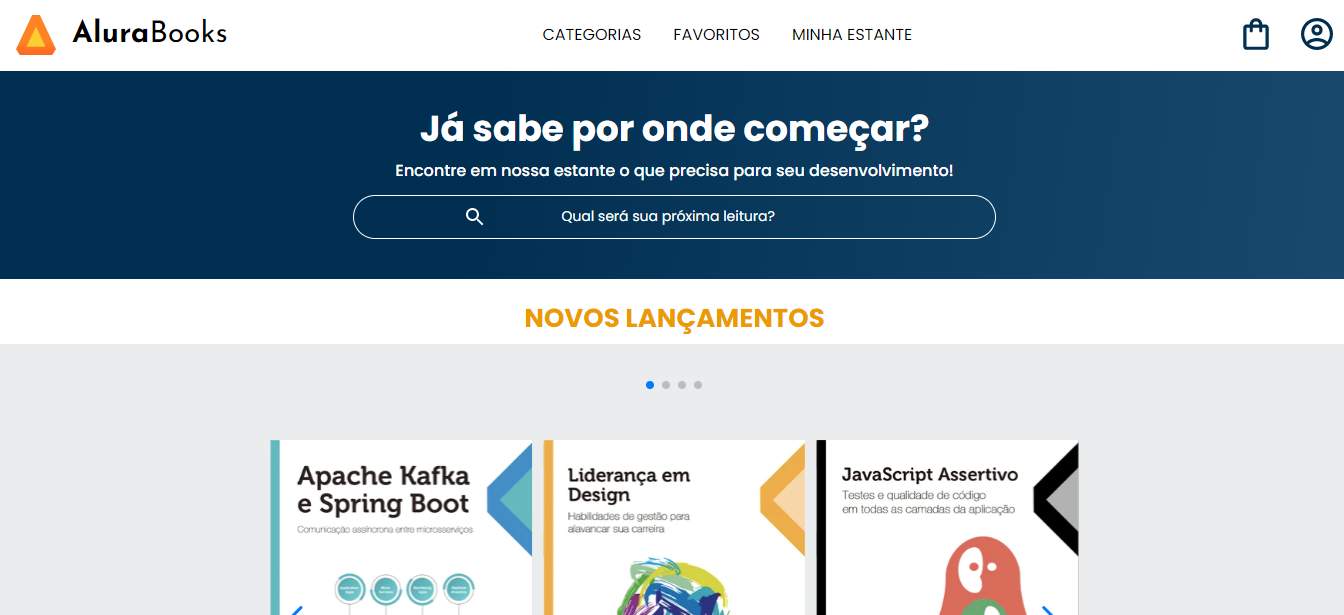 AluraBooks
CATEGORIAS
FAVORITOS
MINHA ESTANTE
Já sabe por onde começar?
Encontre em nossa estante o que precisa para seu desenvolvimento!
Qual será sua próxima leitura?
NOVOS LANÇAMENTOS
Apache Kafka
e Spring Boot
Comunicação assíncrona entre microsserviços
Liderança em
Design
Habilidades de gestão para
alavancar sua carreira
JavaScript Assertivo
Testes e qualidade de código
em todas as camadas da aplicação